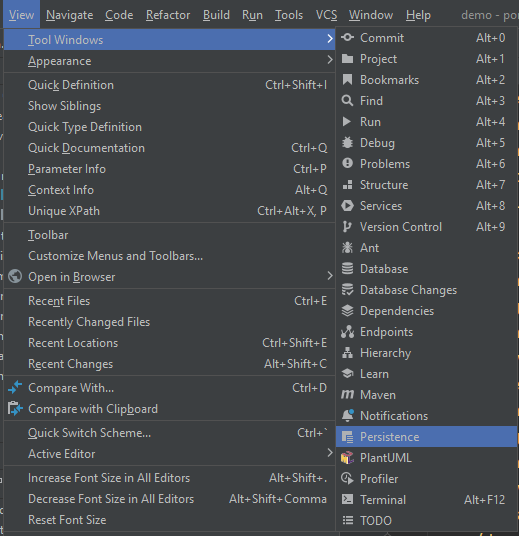 View Navigate Code Refactor Build Run Tools VCS Window Help demo - po
Tool Windows
Appearance
Quick Definition Ctrl+Shift+I
Show Siblings
Quick Type Definition
Quick Documentation Ctrl+Q
Parameter Info Ctrl+P
Context Info Alt+Q
Unique XPath Ctrl+Alt+X, P
Toolbar
Customize Menus and Toolbars...
Open in Browser
Recent Files Ctrl+E
Recently Changed Files
Recent Locations Ctrl+Shift+E
Recent Changes Alt+Shift+C
Compare With... Ctrl+D
Compare with Clipboard
Quick Switch Scheme... Ctrl+`
Active Editor
Increase Font Size in All Editors Alt+Shift+.
Decrease Font Size in All Editors Alt+Shift+Comma
Reset Font Size
Commit Alt+0
Project Alt+1
Bookmarks Alt+2
Find Alt+3
Run Alt+4
Debug Alt+5
Problems Alt+6
Structure Alt+7
Services Alt+8
Version Control Alt+9
Ant
Database
Database Changes
Dependencies
Endpoints
Hierarchy
Learn
Maven
Notifications
Persistence
PlantUML
Profiler
Terminal Alt+F12
TODO